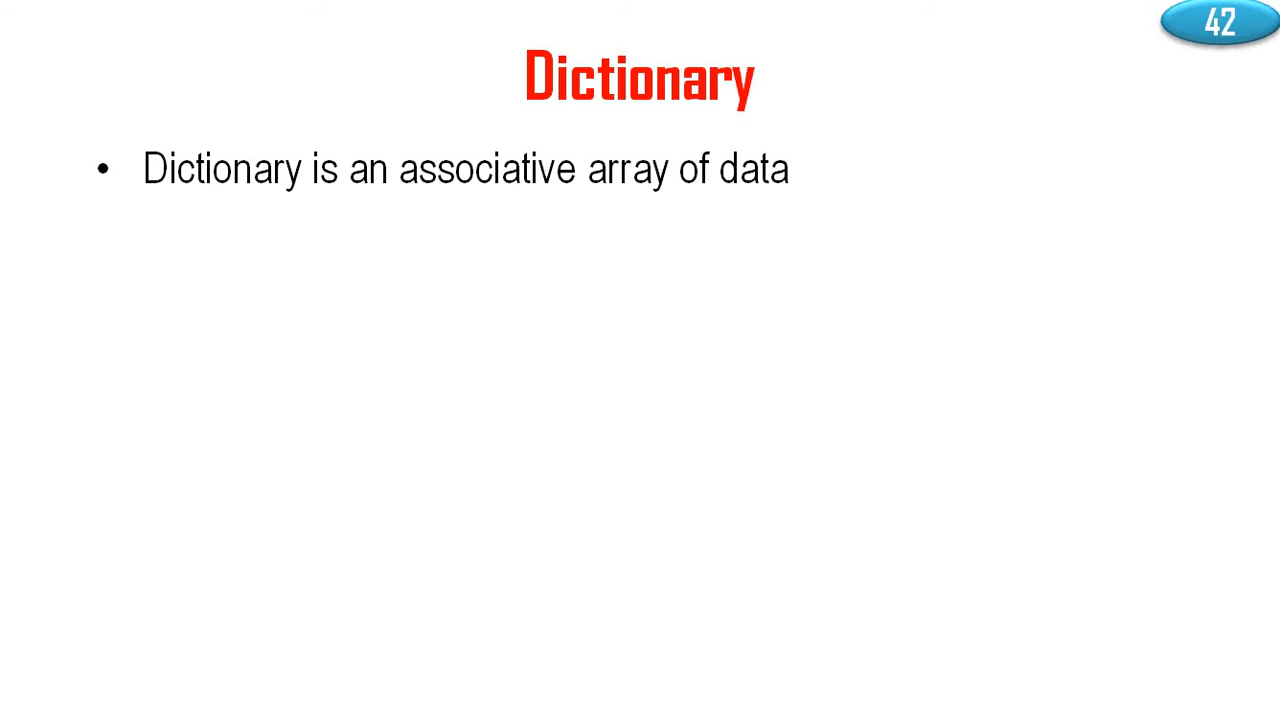 42
Dictionary
• Dictionary is an associative array of data